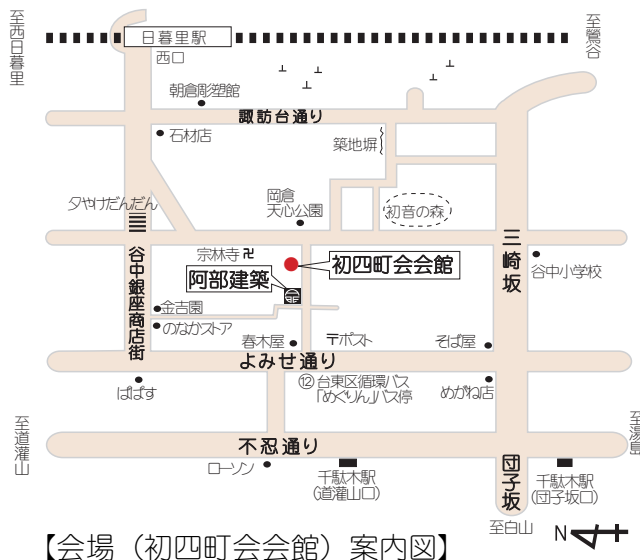 至西日暮里
日暮里駅
至鶯谷
西口
朝倉彫塑館
諏訪台通り
石材店
築地塀
岡倉
天心公園
初音の森
夕やけだんだん
谷中銀座商店街
宗林寺卍
初四町会会館
三崎坂
谷中小学校
阿部建築
金吉園
のなかストア
春木屋
〒ポスト
そば屋
よみせ通り
ぱぱす
⑫台東区循環バス
「めぐりん」バス停
めがね店
至道灌山
不忍通り
至湯島
ローソン
千駄木駅
(道灌山口)
団子坂
千駄木駅
(団子坂口)
至白山
N
【会場（初四町会会館）案内図】